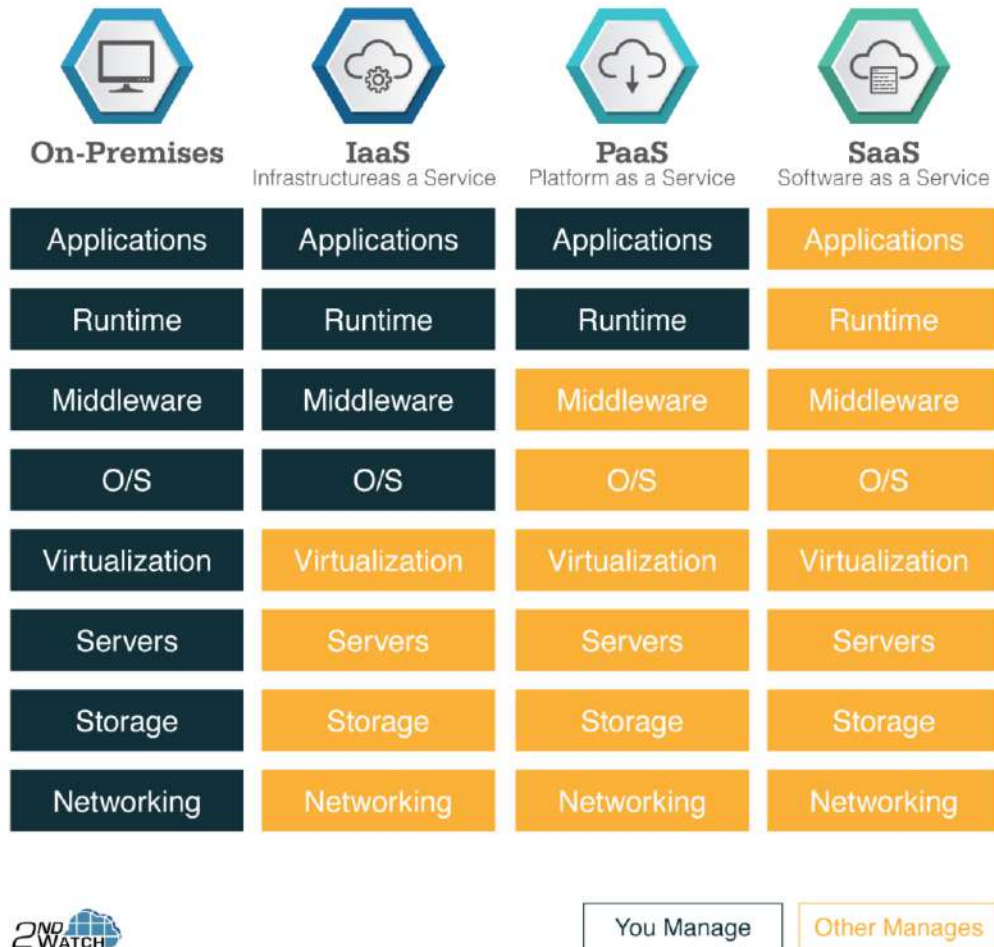 On-Premises
IaaS
Infrastructureas a Service
PaaS
Platform as a Service
SaaS
Software as a Service
Applications Applications Applications Applications
Runtime Runtime Runtime Runtime
Middleware Middleware Middleware Middleware
O/S O/S O/S O/S
Virtualization Virtualization Virtualization Virtualization
Servers Servers Servers Servers
Storage Storage Storage Storage
Networking Networking Networking Networking
2ND
WATCH
You Manage
Other Manages